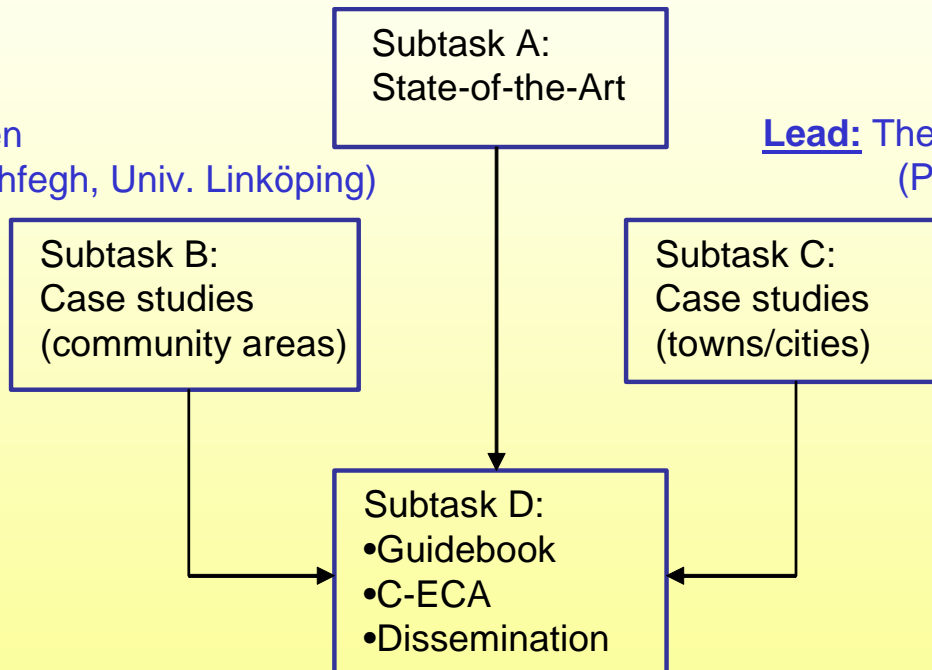 Subtask A:
State-of-the-Art
Univ. Linköping)
Lead: The
Subtask B:
Case studies
(community areas)
Subtask C:
Case studies
(towns/cities)
Subtask D:
•Guidebook
•C-ECA
•Dissemination